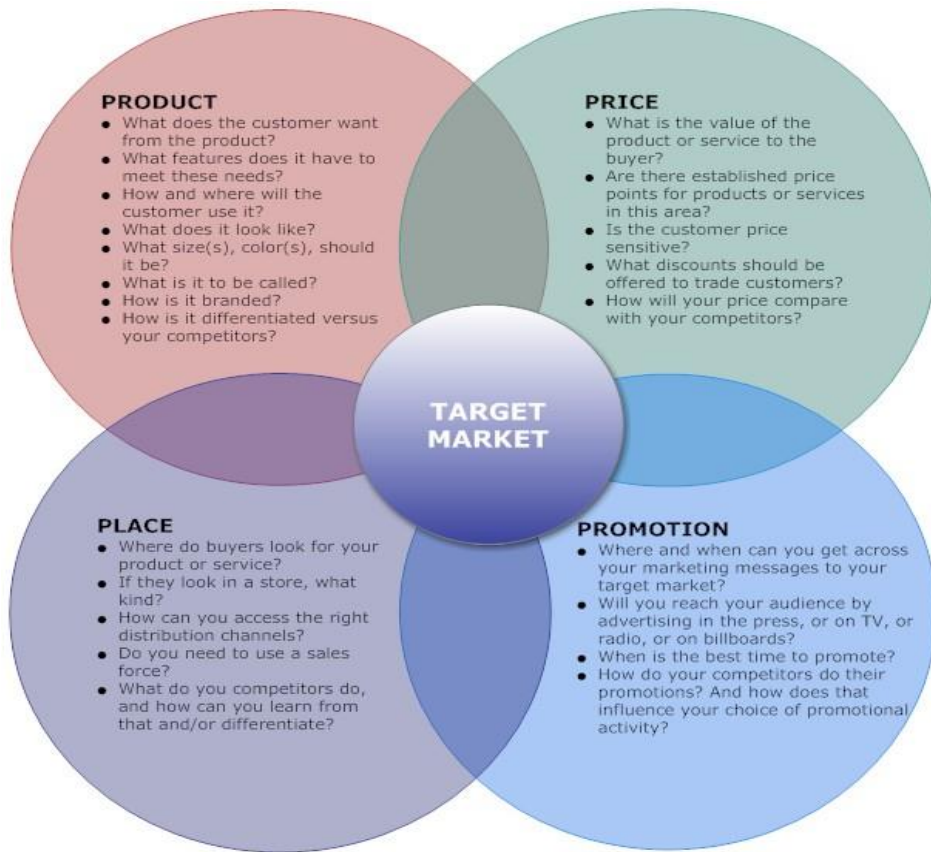 PRODUCT
● What does the customer want
from the product?
● What features does it have to
meet these needs?
● How and where will the
customer use it?
● What does it look like?
● What size(s), color(s), should
it be?
● What is it to be called?
● How is it branded?
● How is it differentiated versus
your competitors?
PRICE
● What is the value of the
product or service to the
buyer?
● Are there established price
points for products or services
in this area?
● Is the customer price
sensitive?
● What discounts should be
offered to trade customers?
● How will your price compare
with your competitors?
TARGET
MARKET
PLACE
● Where do buyers look for your
product or service?
● If they look in a store, what
kind?
● How can you access the right
distribution channels?
● Do you need to use a sales
force?
● What do you competitors do,
and how can you learn from
that and/or differentiate?
PROMOTION
● Where and when can you get across
your marketing messages to your
target market?
● Will you reach your audience by
advertising in the press, or on TV, or
radio, or on billboards?
● When is the best time to promote?
● How do your competitors do their
promotions? And how does that
influence your choice of promotional
activity?